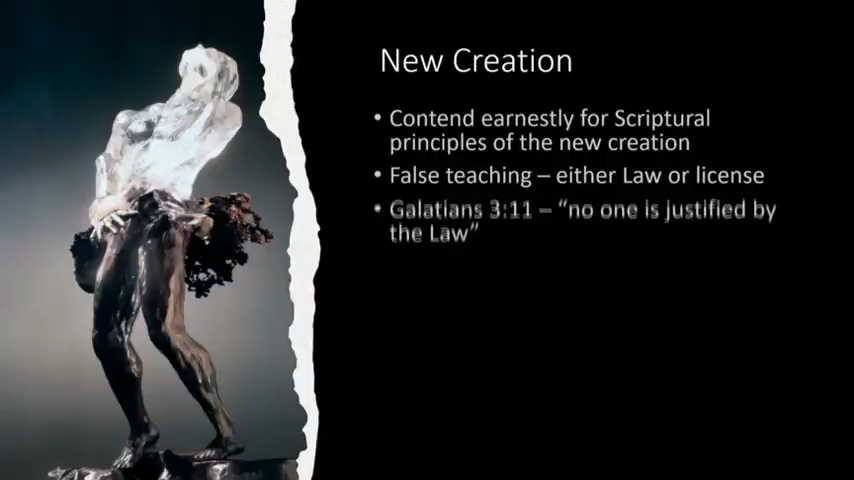 New Creation
• Contend earnestly for Scriptural
principles of the new creation
• False teaching – either Law or license
• Galatians 3:11 – “no one is justified by
the Law”